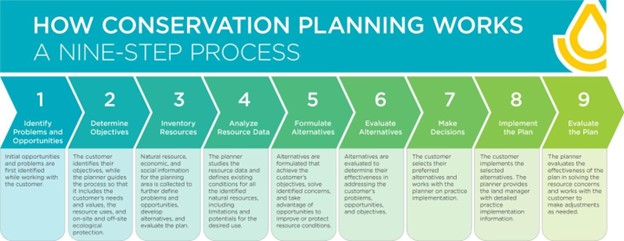 HOW CONSERVATION PLANNING WORKS
A NINE-STEP PROCESS
1
Identify
Problems and
Opportunities
Initial opportunities
and problems are
first identified
while working with
the customer.
2
Determine
Objectives
The customer
identifies their
objective, while
the planner guides
the process so that
it includes the
customer's needs
and values, the
resource uses, and
on-site and off-site
ecological
protection.
3
Inventory
Resources
Natural resource,
economic, and
social information
for the planning
area is collected to
further define
problems and
opportunities,
develop
alternatives, and
evaluate the plan.
4
Analyze
Resource Data
The planner
studies the
resource data and
defines existing
conditions for all
the identified
natural resources,
including
limitations and
potentials for the
desired use.
5
Formulate
Alternatives
Alternatives are
formulated that
achieve the
customer's
objectives, solve
identified concerns,
and take
advantage of
opportunities to
improve or protect
resource conditions.
6
Evaluate
Alternatives
Alternatives are
evaluated to
determine their
effectiveness in
addressing the
customer's
problems,
opportunities,
and objectives.
7
Make
Decisions
The customer
selects their
preferred
alternatives and
works with the
planner on practice
implementation.
8
Implement
the Plan
The customer
implements the
selected
alternatives. The
planner provides
the land manager
with detailed
practice
implementation
information.
9
Evaluate
the Plan
The planner
evaluates the
effectiveness of the
plan in solving the
resource concerns
and works with the
customer to make
adjustments
as needed.